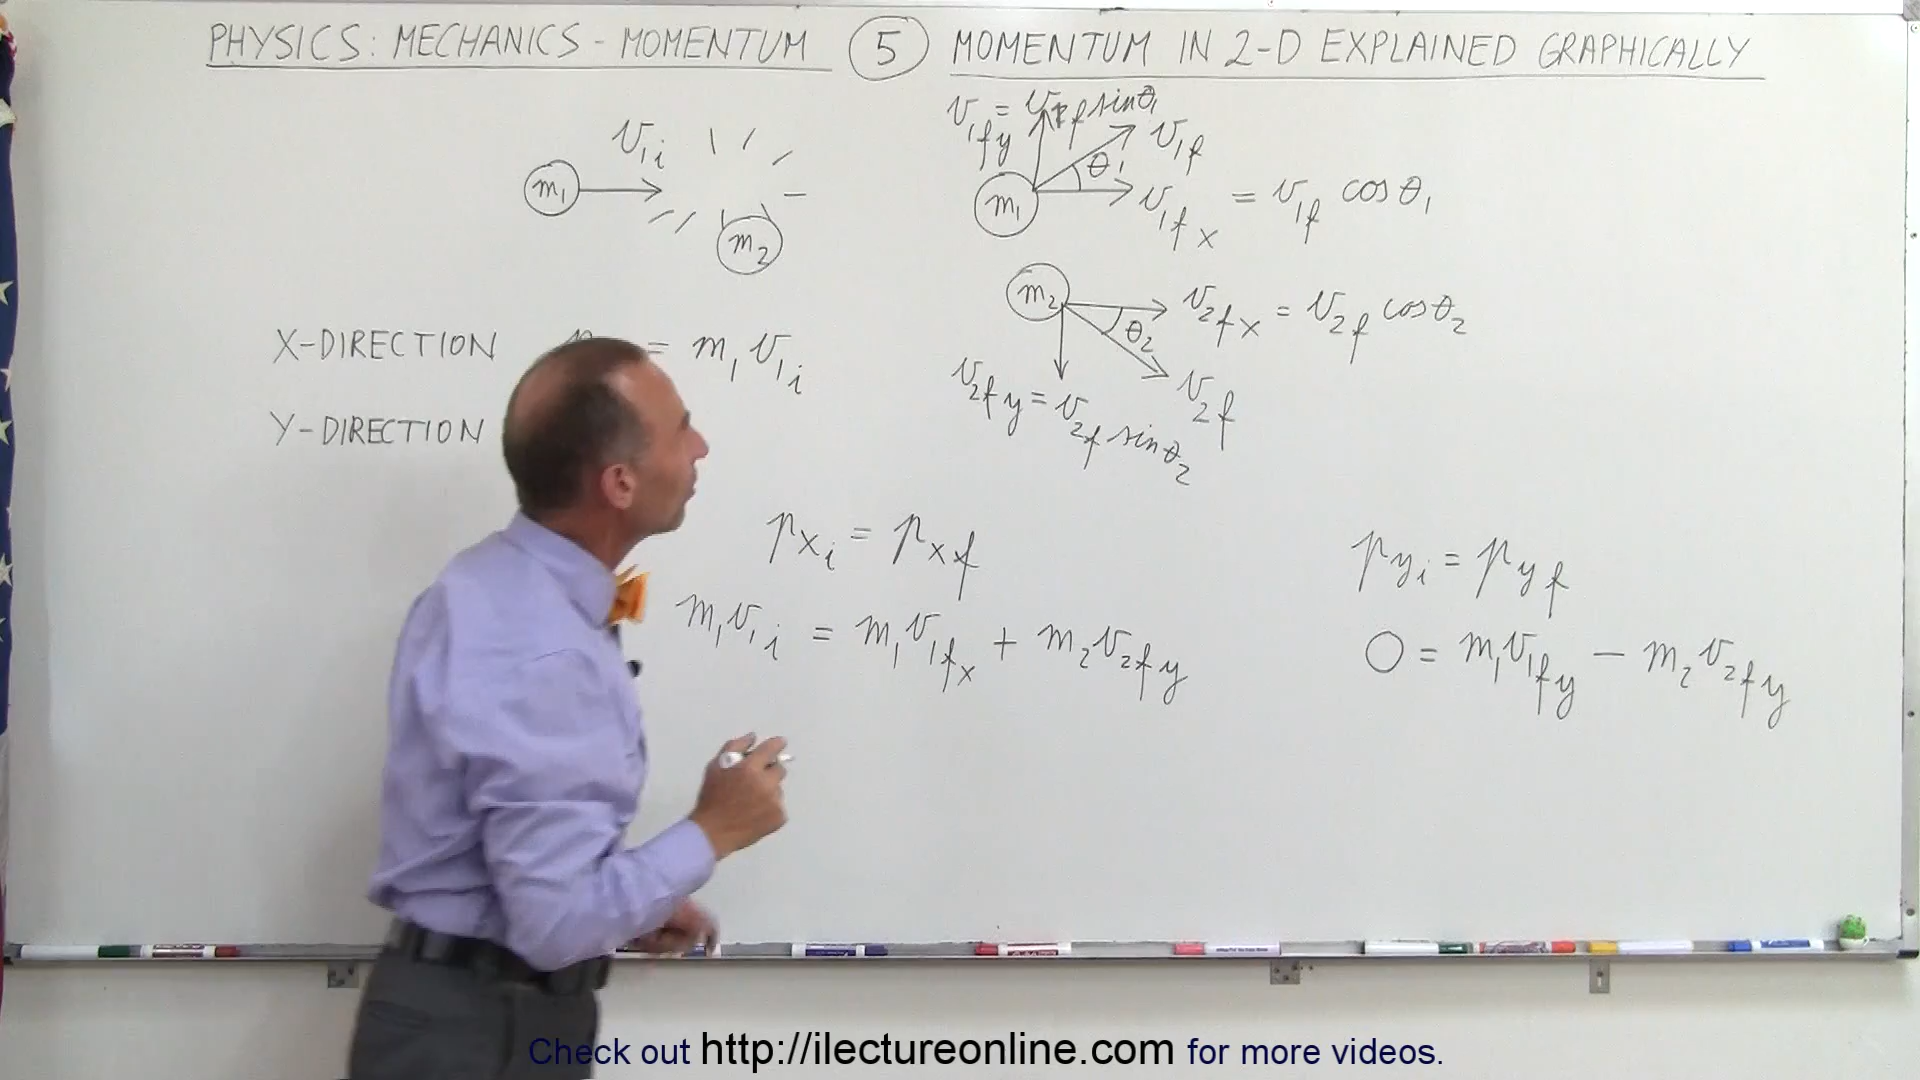 PHYSICS: MECHANICS - MOMENTUM 5 MOMENTUM IN 2-D EXPLAINED GRAPHICALLY
v₁ᵢ
m₁
m₂
v₁fy = v₁f sinθ₁
v₁f
θ₁
m₁
v₁fx = v₁f cosθ₁
m₂
v₂fx = v₂f cosθ₂
θ₂
v₂f
v₂fy = v₂f sinθ₂
X-DIRECTION = m₁v₁ᵢ
Y-DIRECTION
pxᵢ = pxf
m₁v₁ᵢ = m₁v₁fx + m₂v₂fy
pyᵢ = pyf
0 = m₁v₁fy - m₂v₂fy
Check out http://ilectureonline.com for more videos.